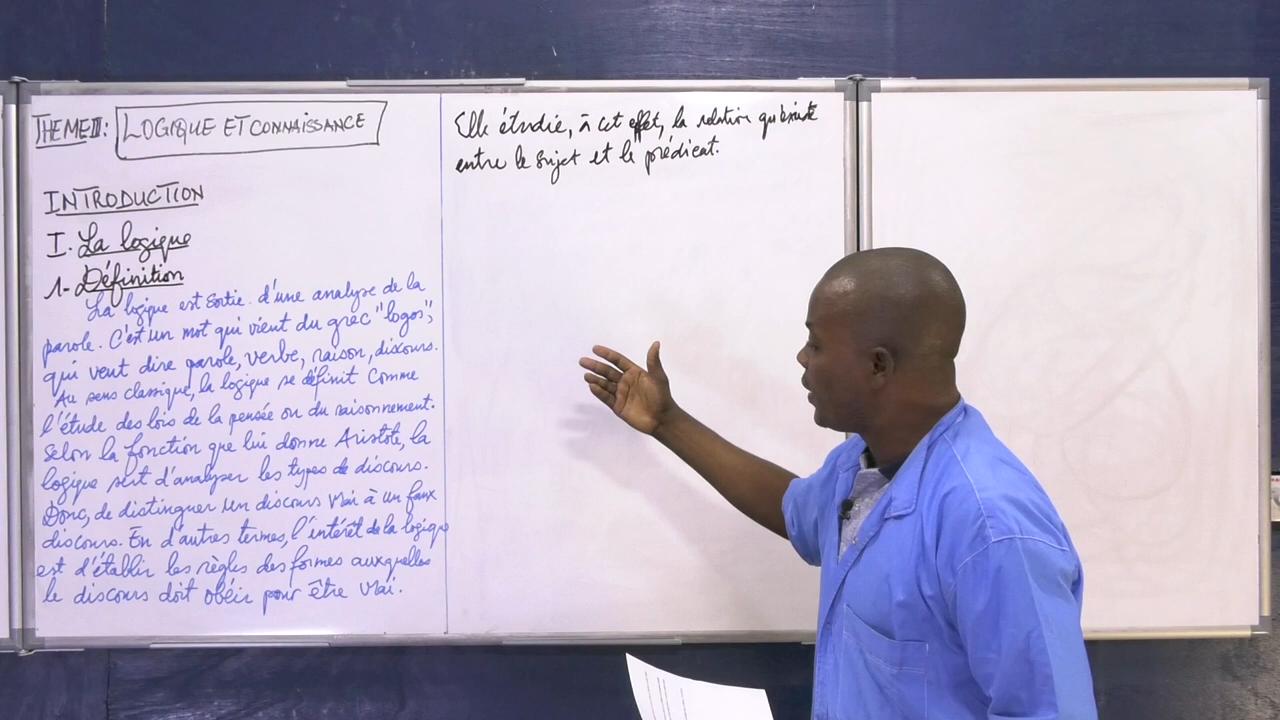 THEME II: LOGIQUE ET CONNAISSANCE
INTRODUCTION
I. La logique
1- Définition
La logique est sortie d'une analyse de la
parole. C'est un mot qui vient du grec "logos",
qui veut dire parole, verbe, raison, discours.
Au sens classique, la logique se définit comme
l'étude des lois de la pensée ou du raisonnement.
Selon la fonction que lui donne Aristote, la
logique sert d'analyser les types de discours.
Donc, de distinguer un discours vrai à un faux
discours. En d'autres termes, l'intérêt de la logique
est d'établir les règles des formes auxquelles
le discours doit obéir pour être vrai.
Elle étudie, à cet effet, la relation qu'existe
entre le sujet et le prédicat.